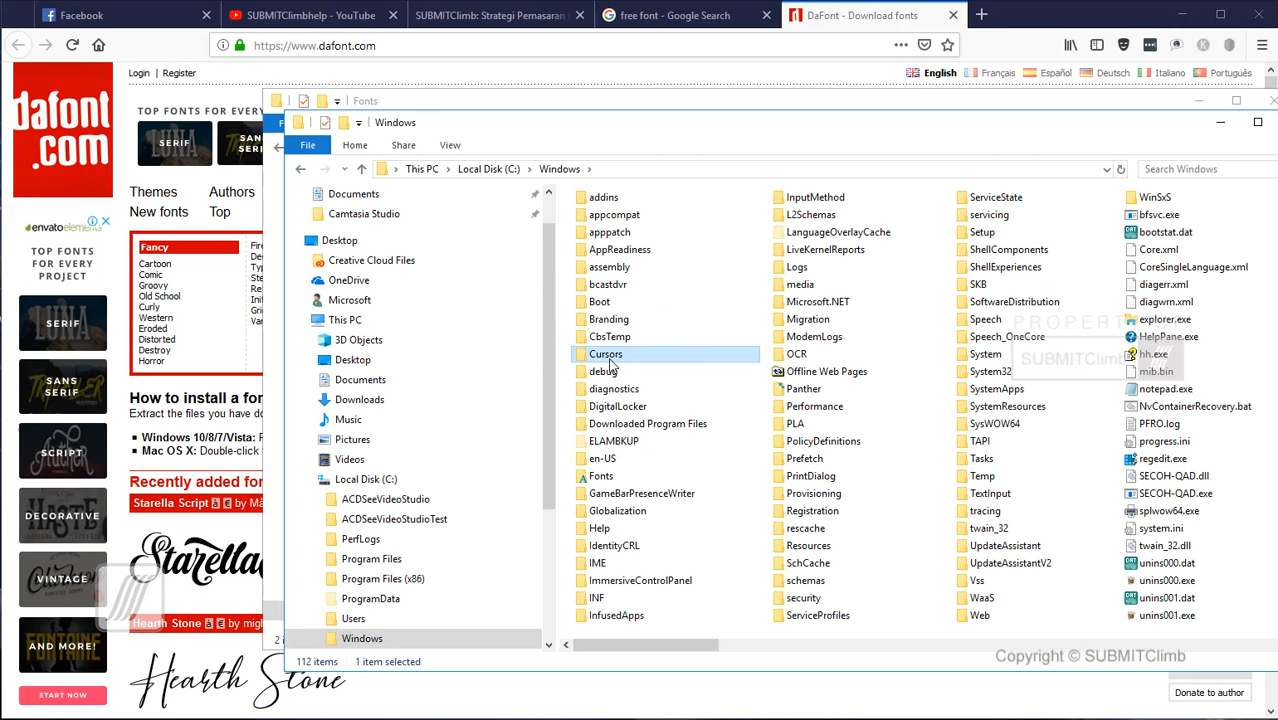 Facebook
SUBMITClimbhelp - YouTube
SUBMITClimb: Strategi Pemasaran
free font - Google Search
DaFont - Download fonts
https://www.dafont.com
Login | Register
English
Français
Español
Deutsch
Italiano
Português
dafont
.com
TOP FONTS FOR EVERY
SERIF
SANS
SERIF
Themes
Authors
New fonts
Top
envatoelements
TOP FONTS
FOR EVERY
PROJECT
SERIF
SANS
SERIF
SCRIPT
DECORATIVE
VINTAGE
AND MORE!
START NOW
Fancy
Cartoon
Comic
Groovy
Old School
Curly
Western
Eroded
Distorted
Destroy
Horror
How to install a fo
Extract the files you have do
Windows 10/8/7/Vista:
Mac OS X: Double-click
Recently added fo
Starella Script
Starella
Hearth Stone
by mig
Hearth Stone
Donate to author
Fonts
Windows
File
Home
Share
View
This PC
Local Disk (C:)
Windows
Search Windows
Documents
Camtasia Studio
Desktop
Creative Cloud Files
OneDrive
Microsoft
This PC
3D Objects
Desktop
Documents
Downloads
Music
Pictures
Videos
Local Disk (C:)
ACDSeeVideoStudio
ACDSeeVideoStudioTest
PerfLogs
Program Files
Program Files (x86)
ProgramData
Users
Windows
addins
appcompat
apppatch
AppReadiness
assembly
bcastdvr
Boot
Branding
CbsTemp
Cursors
debug
diagnostics
DigitalLocker
Downloaded Program Files
ELAMBKUP
en-US
Fonts
GameBarPresenceWriter
Globalization
Help
IdentityCRL
IME
ImmersiveControlPanel
INF
InfusedApps
InputMethod
L2Schemas
LanguageOverlayCache
LiveKernelReports
Logs
media
Microsoft.NET
Migration
ModemLogs
OCR
Offline Web Pages
Panther
Performance
PLA
PolicyDefinitions
Prefetch
PrintDialog
Provisioning
Registration
rescache
Resources
SchCache
schemas
security
ServiceProfiles
ServiceState
servicing
Setup
ShellComponents
ShellExperiences
SKB
SoftwareDistribution
Speech
Speech_OneCore
System
System32
SystemApps
SystemResources
SysWOW64
TAPI
Tasks
Temp
TextInput
tracing
twain_32
UpdateAssistant
UpdateAssistantV2
Vss
WaaS
Web
WinSxS
bfsvc.exe
bootstat.dat
Core.xml
CoreSingleLanguage.xml
diagerr.xml
diagwrn.xml
explorer.exe
HelpPane.exe
hh.exe
mib.bin
notepad.exe
NvContainerRecovery.bat
PFRO.log
progress.ini
regedit.exe
SECOH-QAD.dll
SECOH-QAD.exe
splwow64.exe
system.ini
twain_32.dll
unins000.dat
unins000.exe
unins001.dat
unins001.exe
112 items
1 item selected
SUBMITClimb
Copyright © SUBMITClimb